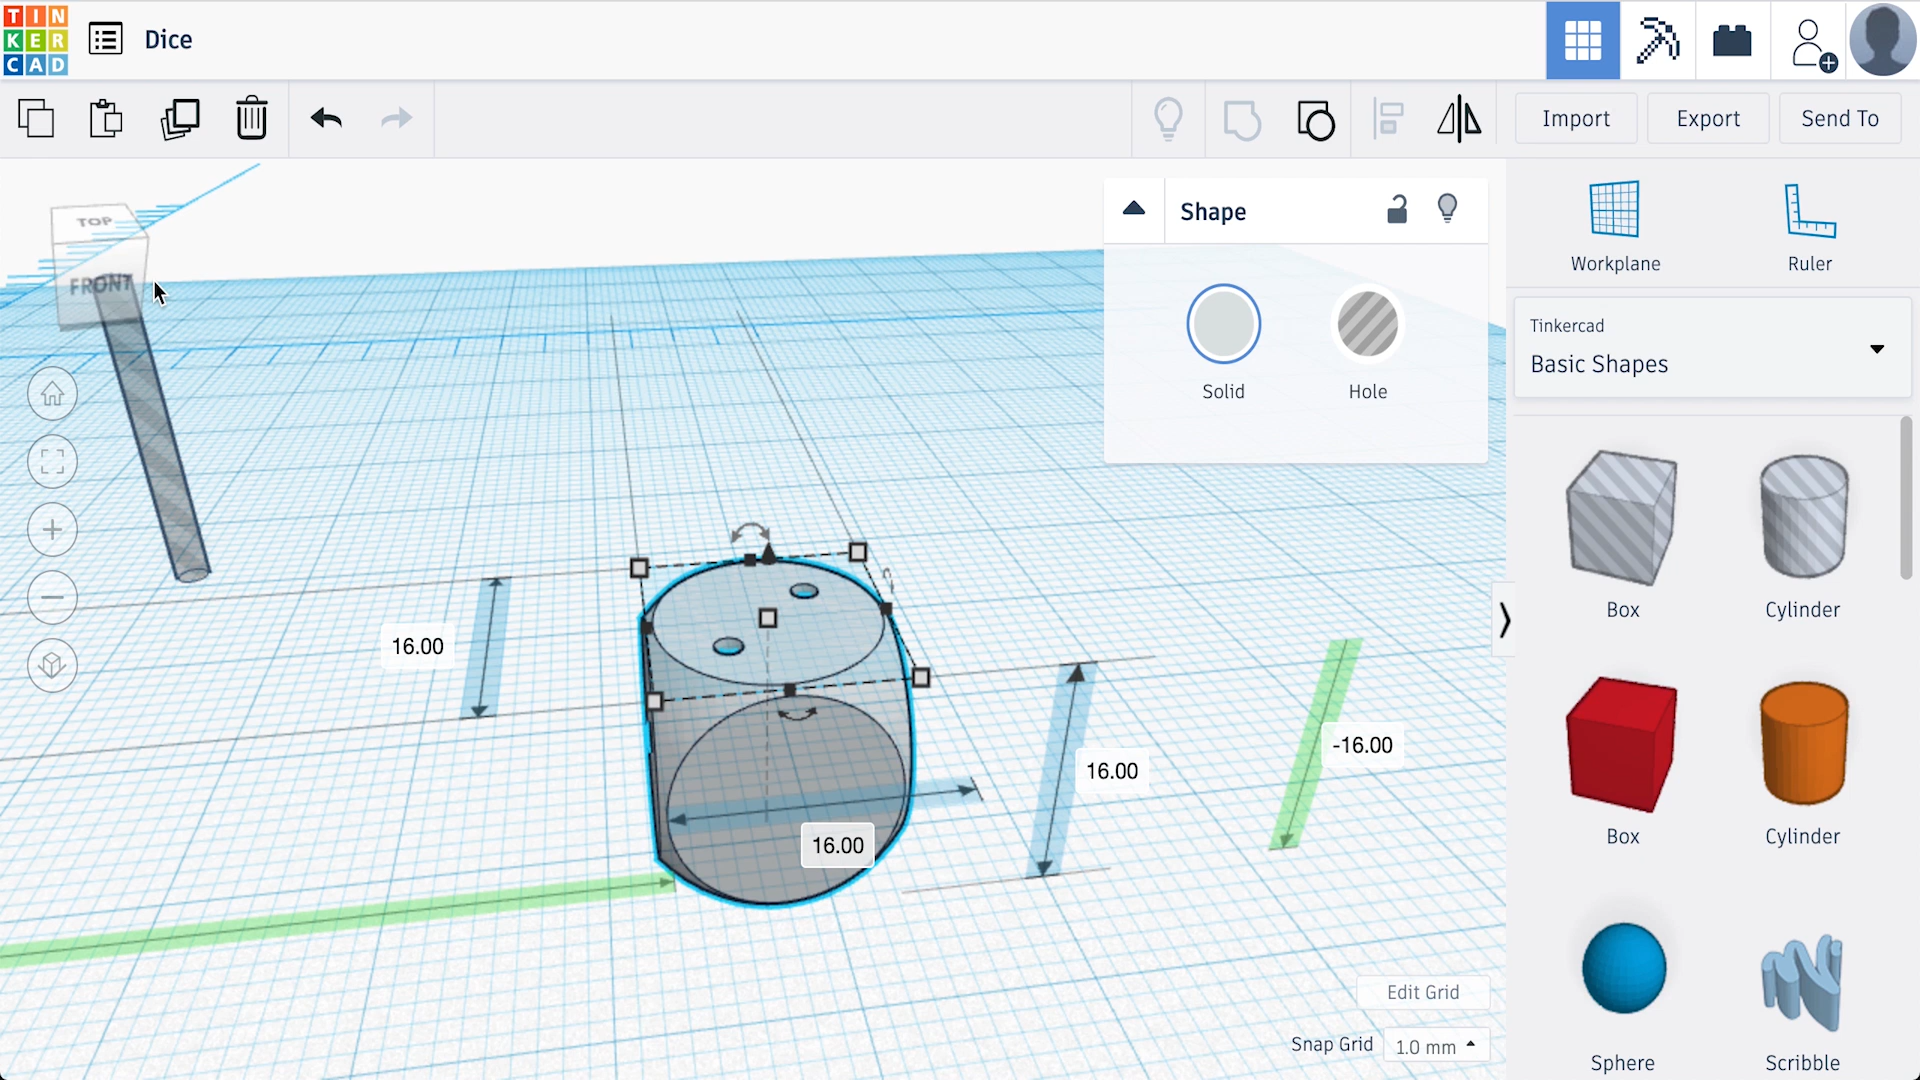 TIN
KER
CAD
Dice
Import
Export
Send To
TOP
FRONT
Shape
Solid
Hole
Workplane
Ruler
Tinkercad
Basic Shapes
Box
Cylinder
16.00
16.00
-16.00
16.00
Box
Cylinder
Edit Grid
Snap Grid
1.0 mm
Sphere
Scribble